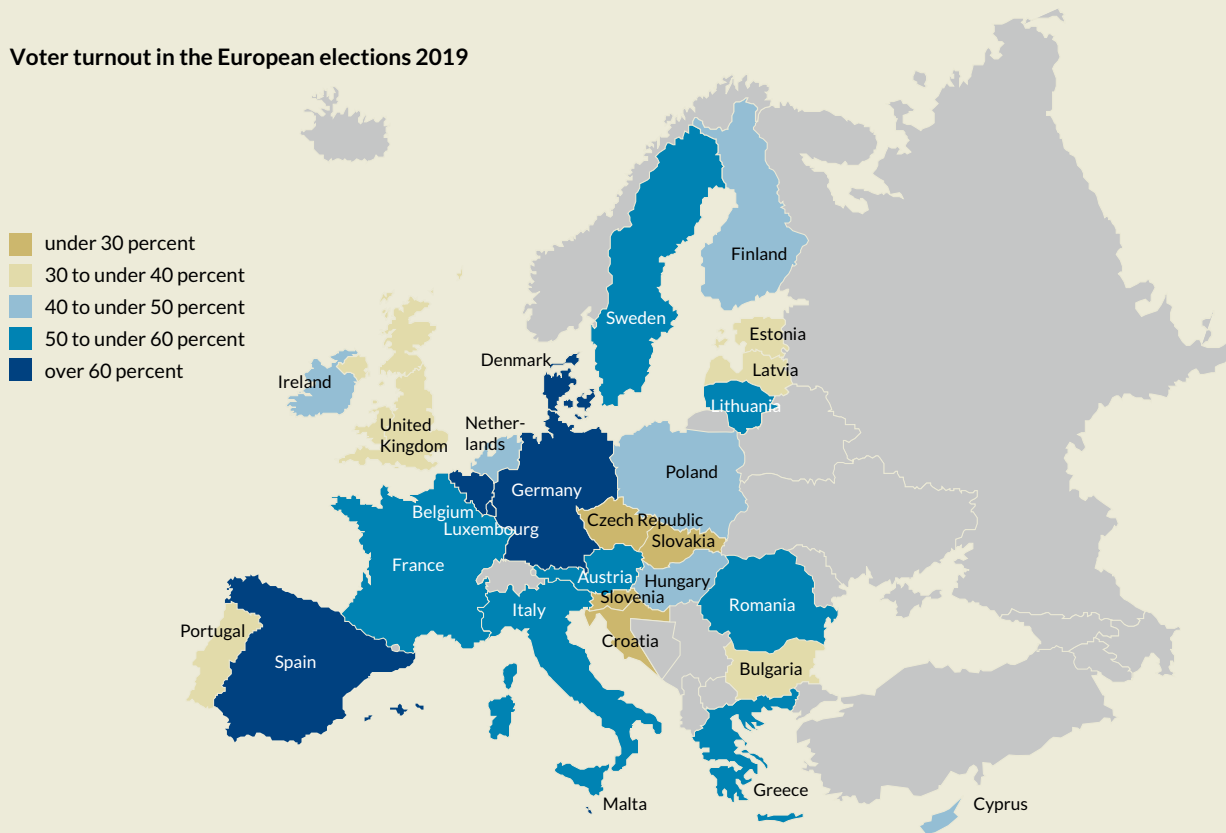 Voter turnout in the European elections 2019
under 30 percent
30 to under 40 percent
40 to under 50 percent
50 to under 60 percent
over 60 percent
Finland
Sweden
Estonia
Denmark
Latvia
Ireland
Lithuania
United
Kingdom
Nether-
lands
Poland
Germany
Belgium
Czech Republic
Luxembourg
Slovakia
France
Austria
Hungary
Slovenia
Italy
Romania
Portugal
Croatia
Spain
Bulgaria
Greece
Malta
Cyprus